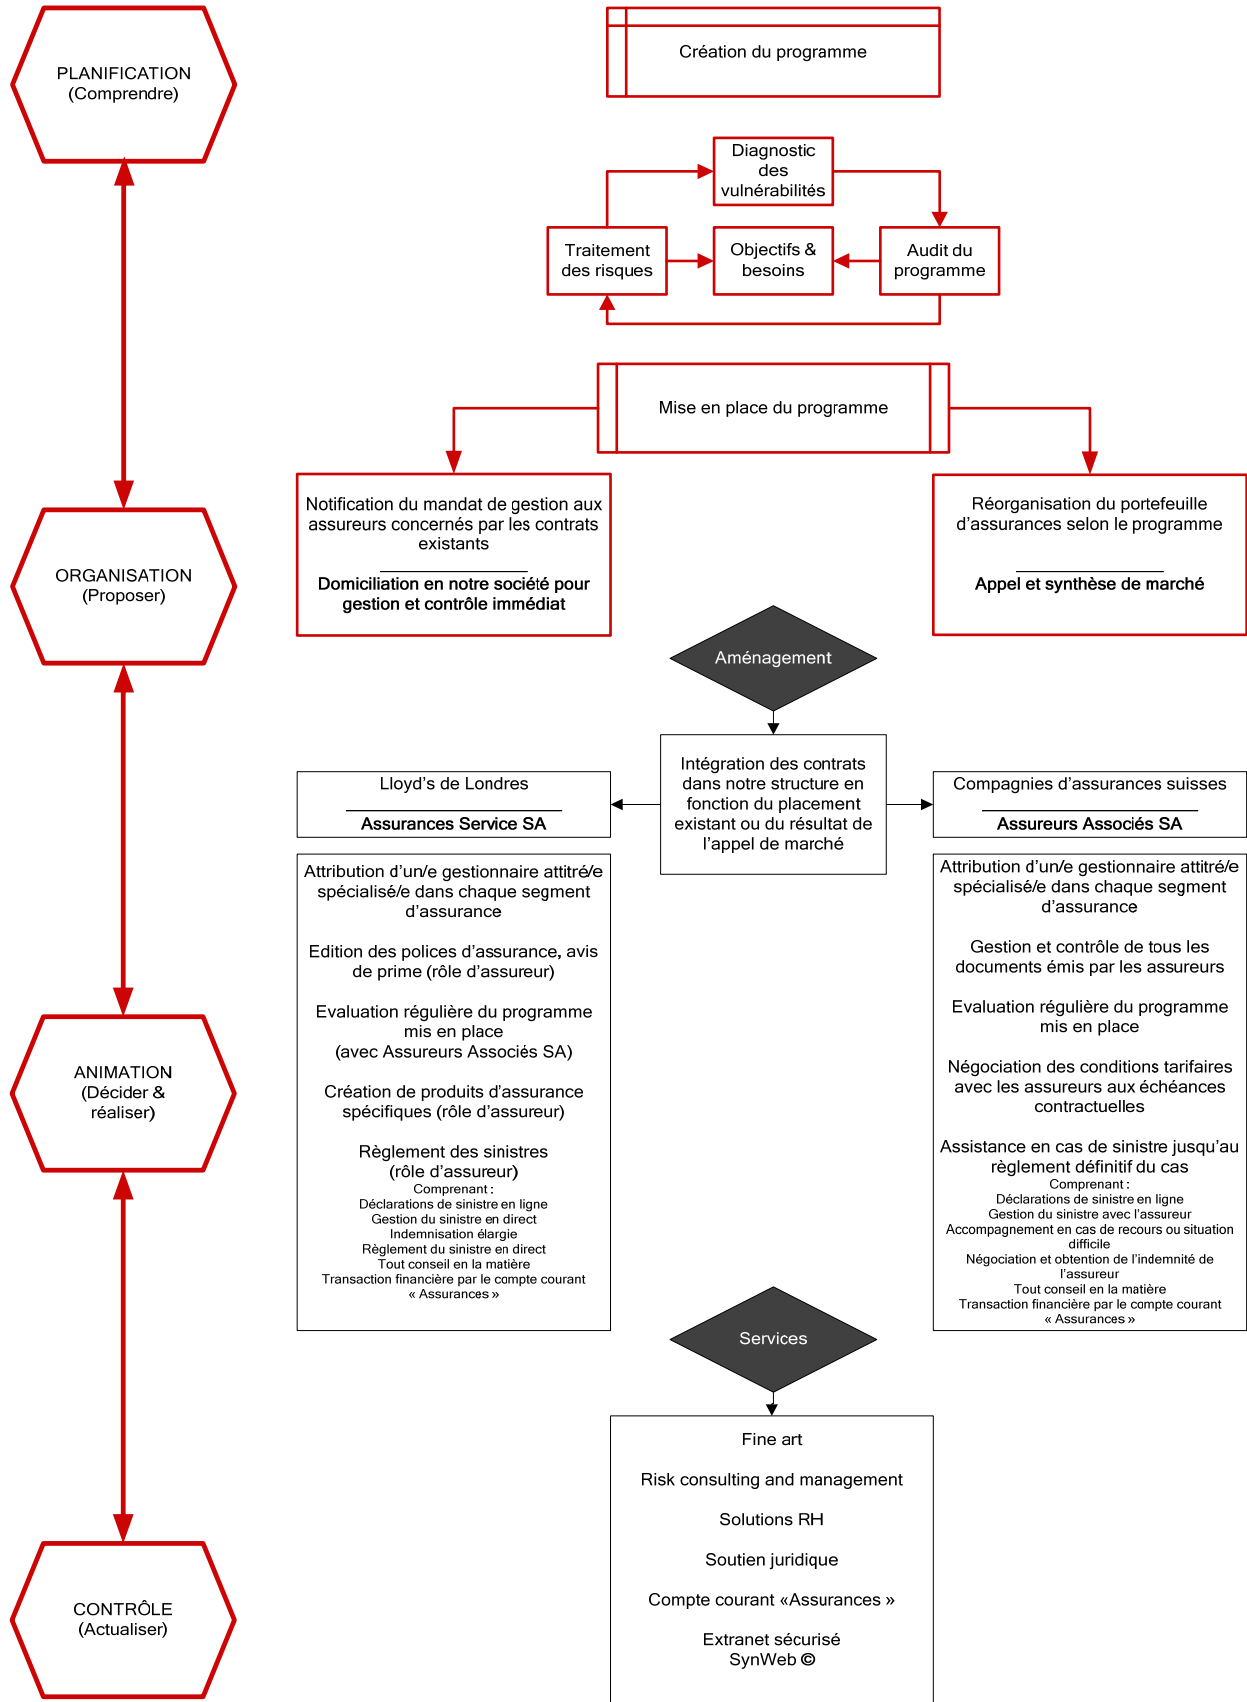 PLANIFICATION
(Comprendre)
Création du programme
Diagnostic
des
vulnérabilités
Traitement
des risques
Objectifs &
besoins
Audit du
programme
Mise en place du programme
Notification du mandat de gestion aux
assureurs concernés par les contrats
existants
Domiciliation en notre société pour
gestion et contrôle immédiat
Réorganisation du portefeuille
d'assurances selon le programme
Appel et synthèse de marché
ORGANISATION
(Proposer)
Aménagement
Intégration des contrats
dans notre structure en
fonction du placement
existant ou du résultat de
l'appel de marché
Lloyd's de Londres
Assurances Service SA
Compagnies d'assurances suisses
Assureurs Associés SA
Attribution d'un/e gestionnaire attitré/e
spécialisé/e dans chaque segment
d'assurance
Edition des polices d'assurance, avis
de prime (rôle d'assureur)
Evaluation régulière du programme
mis en place
(avec Assureurs Associés SA)
Création de produits d'assurance
spécifiques (rôle d'assureur)
Règlement des sinistres
(rôle d'assureur)
Comprenant :
Déclarations de sinistre en ligne
Gestion du sinistre en direct
Indemnisation élargie
Règlement du sinistre en direct
Tout conseil en la matière
Transaction financière par le compte courant
« Assurances »
Attribution d'un/e gestionnaire attitré/e
spécialisé/e dans chaque segment
d'assurance
Gestion et contrôle de tous les
documents émis par les assureurs
Evaluation régulière du programme
mis en place
Négociation des conditions tarifaires
avec les assureurs aux échéances
contractuelles
Assistance en cas de sinistre jusqu'au
règlement définitif du cas
Comprenant :
Déclarations de sinistre en ligne
Gestion du sinistre avec l'assureur
Accompagnement en cas de recours ou situation
difficile
Négociation et obtention de l'indemnité de
l'assureur
Tout conseil en la matière
Transaction financière par le compte courant
« Assurances »
ANIMATION
(Décider &
réaliser)
Services
Fine art
Risk consulting and management
Solutions RH
Soutien juridique
Compte courant «Assurances »
Extranet sécurisé
SynWeb ©
CONTRÔLE
(Actualiser)